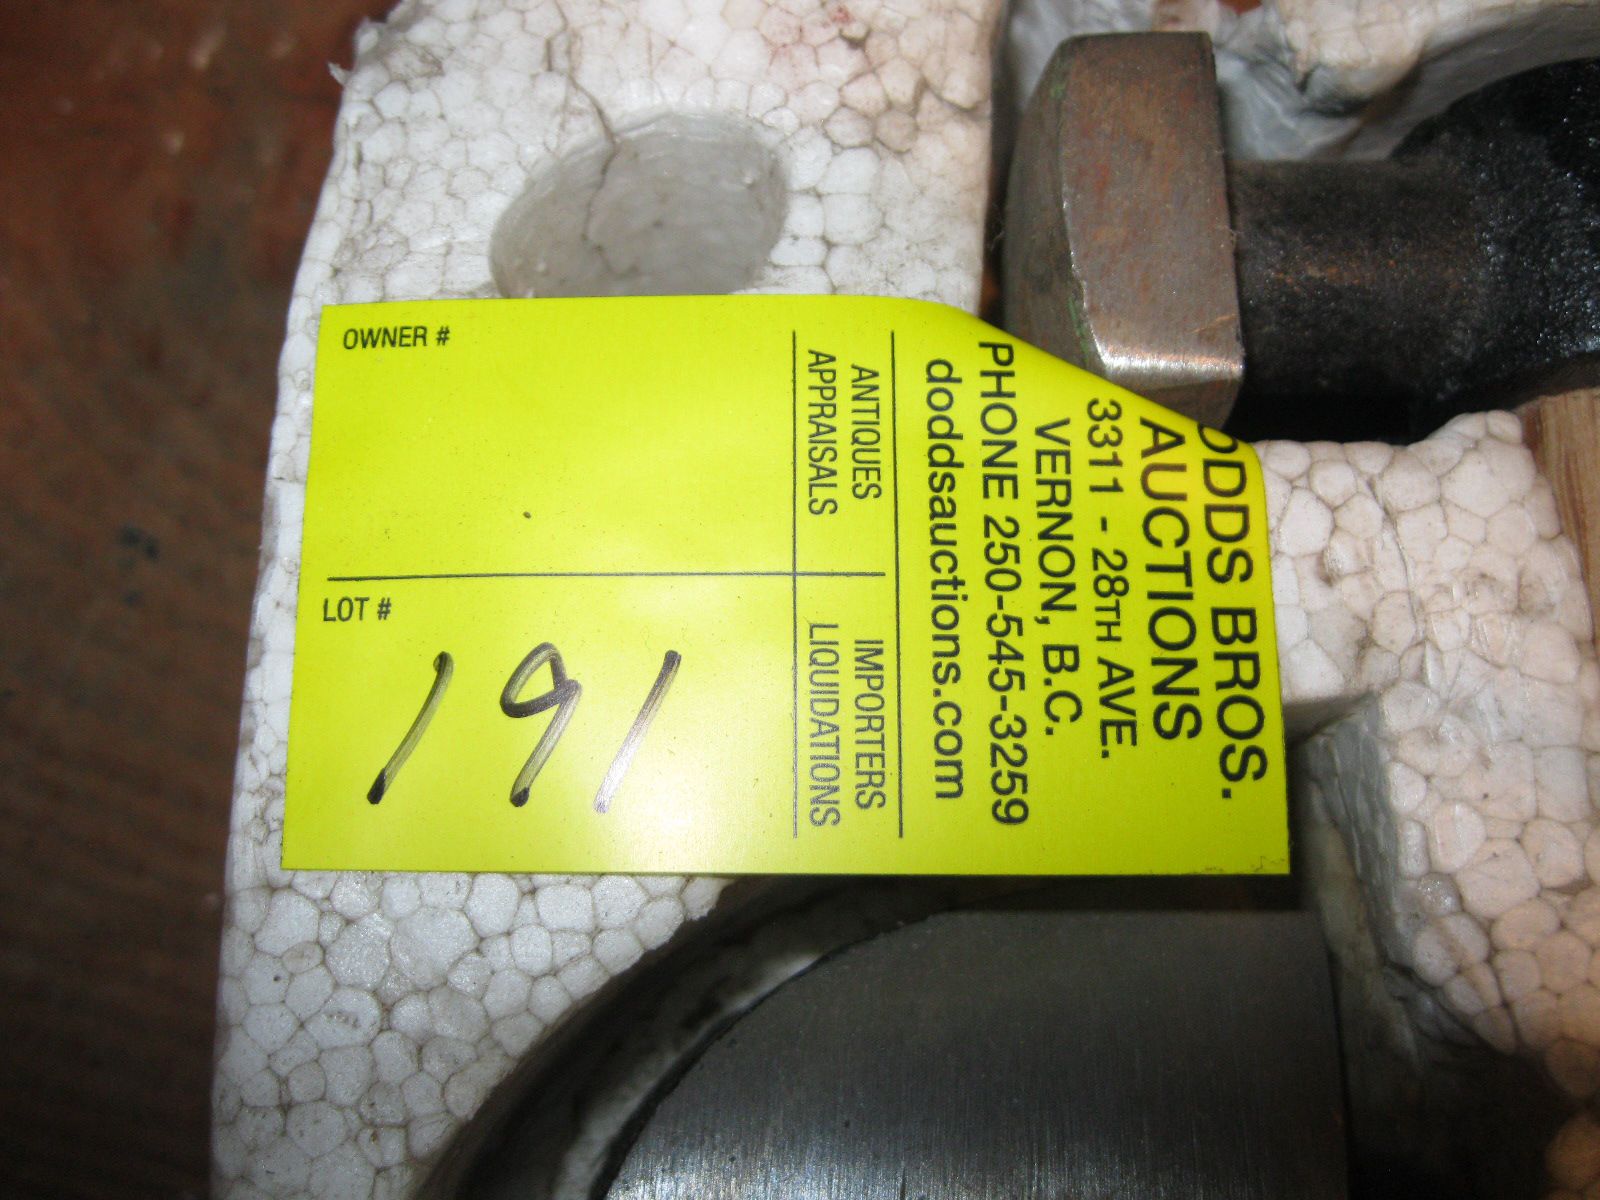 ODDS BROS.
AUCTIONS
3311 - 28TH AVE.
VERNON, B.C.
PHONE 250-545-3259
doddsauctions.com
ANTIQUES
APPRAISALS
IMPORTERS
LIQUIDATIONS
OWNER #
LOT #
191